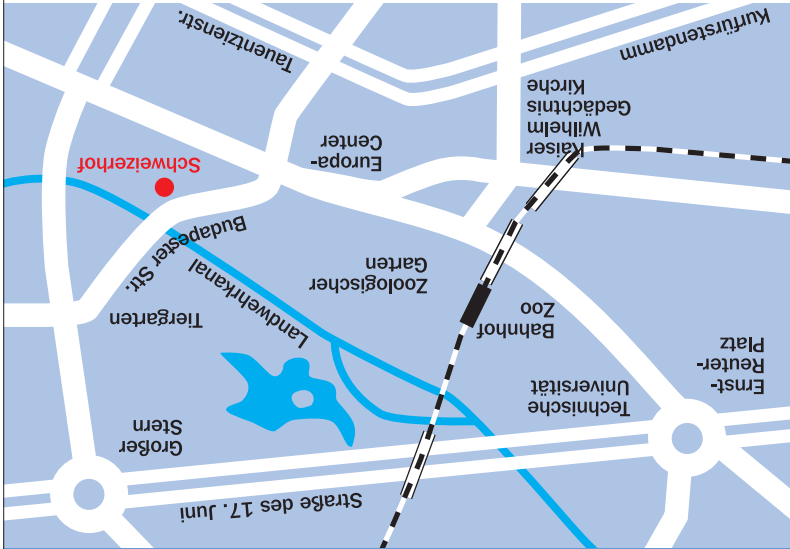 Straße des 17. Juni
Großer
Stern
Ernst-
Reuter-
Platz
Technische
Universität
Bahnhof
Zoo
Tiergarten
Landwehrkanal
Zoologischer
Garten
Budapester Str.
Schweizerhof
Europa-
Center
Kaiser
Wilhelm
Gedächtnis
Kirche
Kurfürstendamm
Tauentzienstr.